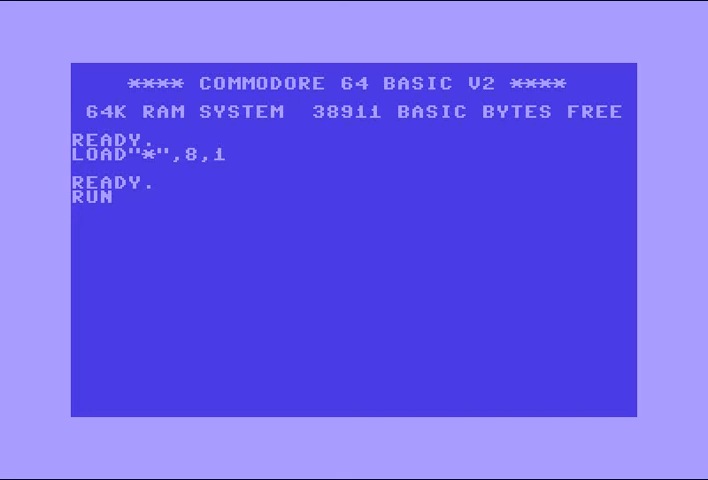 **** COMMODORE 64 BASIC V2 ****
64K RAM SYSTEM  38911 BASIC BYTES FREE
READY.
LOAD"*",8,1
READY.
RUN